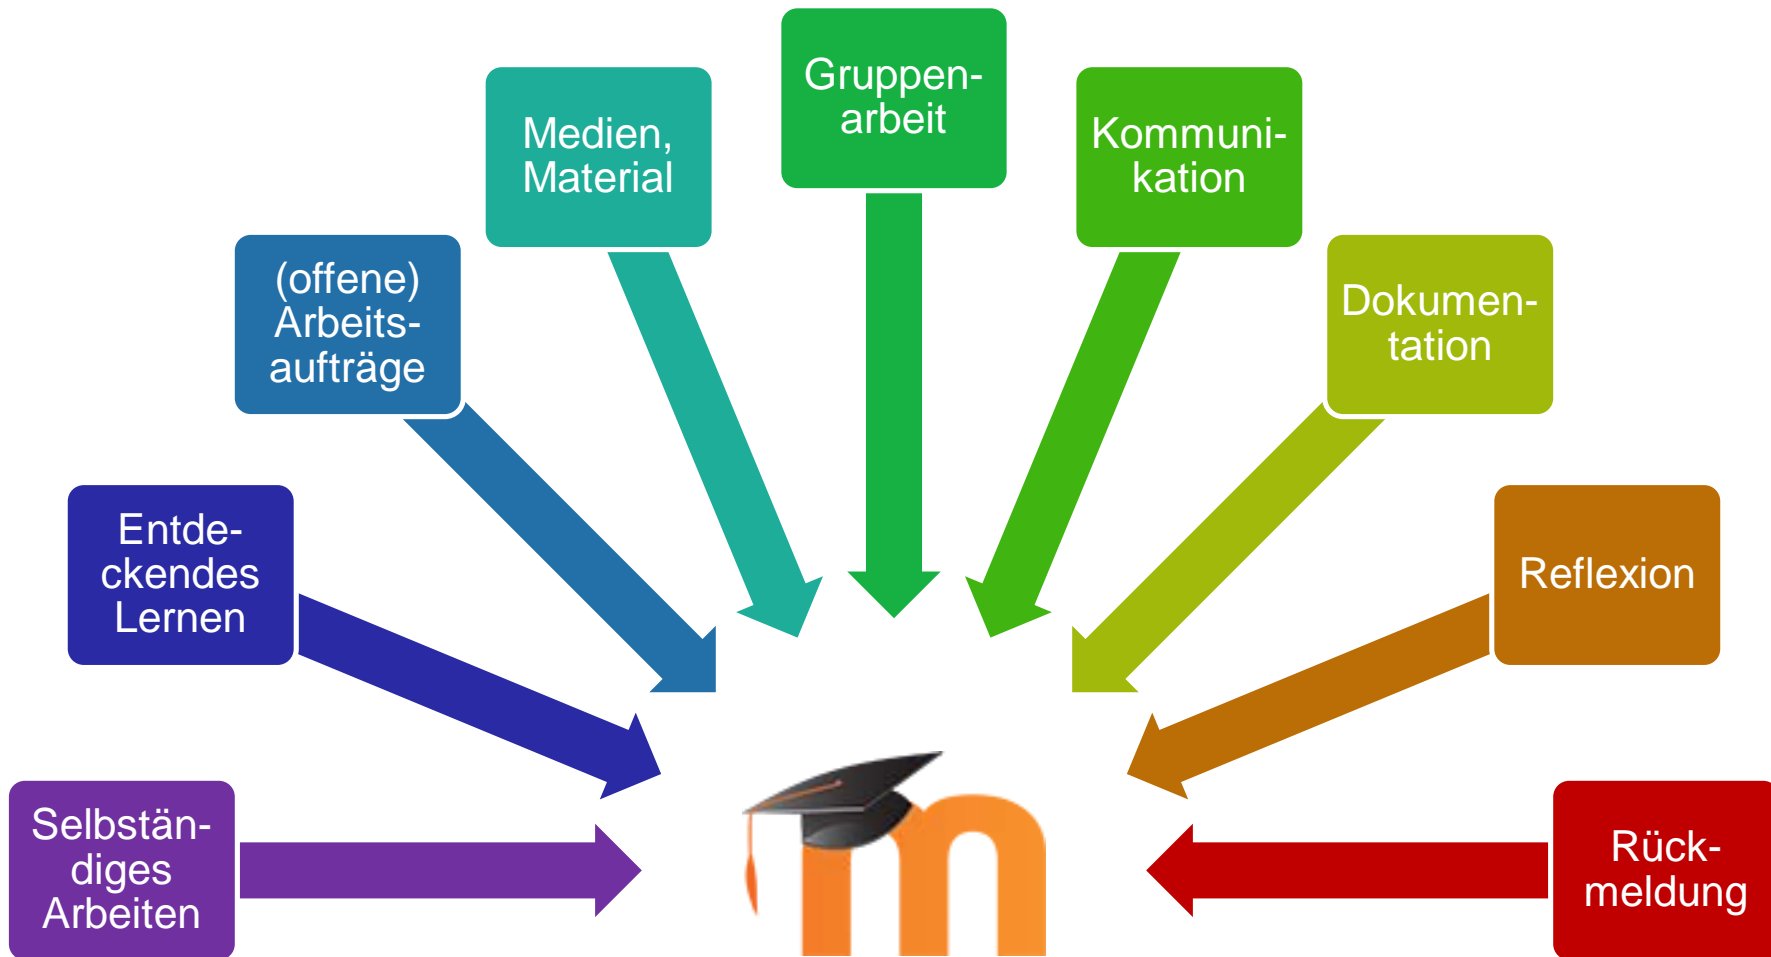 Gruppen-
arbeit
Medien,
Material
Kommuni-
kation
(offene)
Arbeits-
aufträge
Dokumen-
tation
Entde-
ckendes
Lernen
Reflexion
Selbstän-
diges
Arbeiten
Rück-
meldung
m